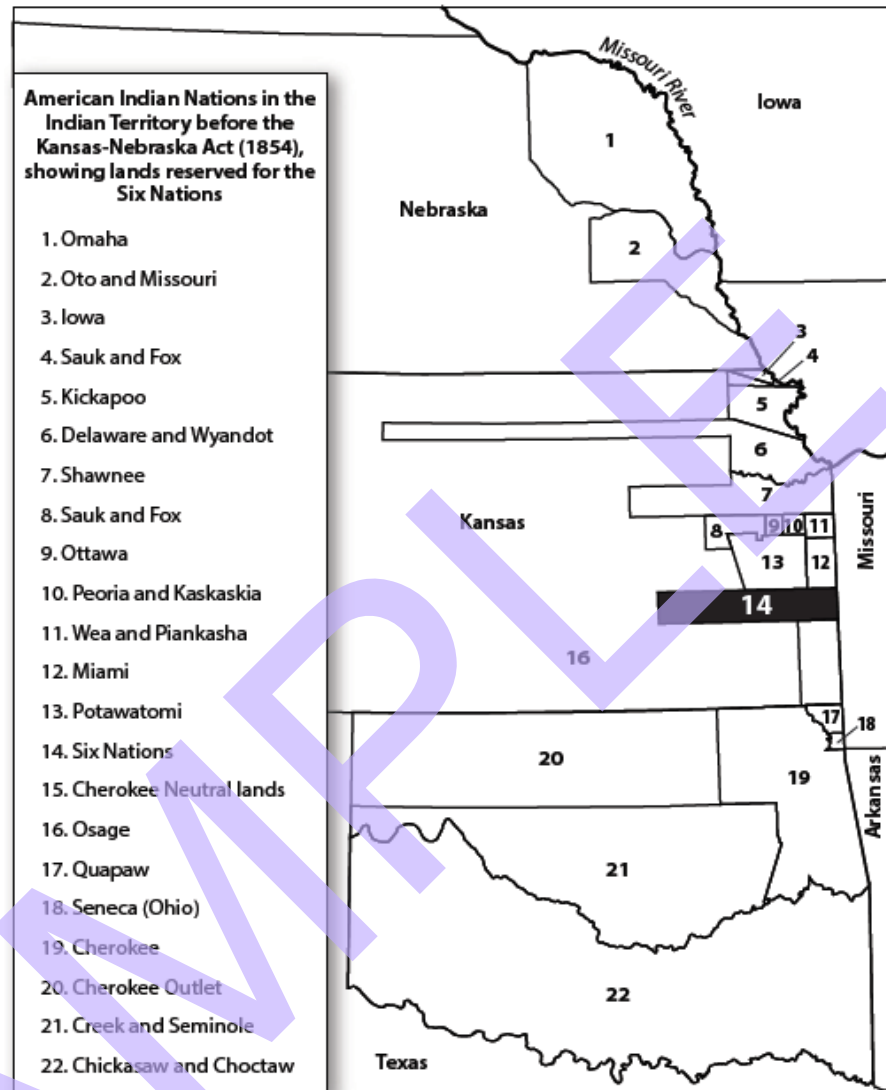 American Indian Nations in the
Indian Territory before the
Kansas-Nebraska Act (1854),
showing lands reserved for the
Six Nations
1. Omaha
2. Oto and Missouri
3. Iowa
4. Sauk and Fox
5. Kickapoo
6. Delaware and Wyandot
7. Shawnee
8. Sauk and Fox
9. Ottawa
10. Peoria and Kaskaskia
11. Wea and Piankasha
12. Miami
13. Potawatomi
14. Six Nations
15. Cherokee Neutral lands
16. Osage
17. Quapaw
18. Seneca (Ohio)
19. Cherokee
20. Cherokee Outlet
21. Creek and Seminole
22. Chickasaw and Choctaw
Missouri River
Iowa
1
Nebraska
2
3
4
5
6
7
Kansas
8
9
10
11
Missouri
13
12
14
16
17
18
20
19
Arkansas
21
22
Texas